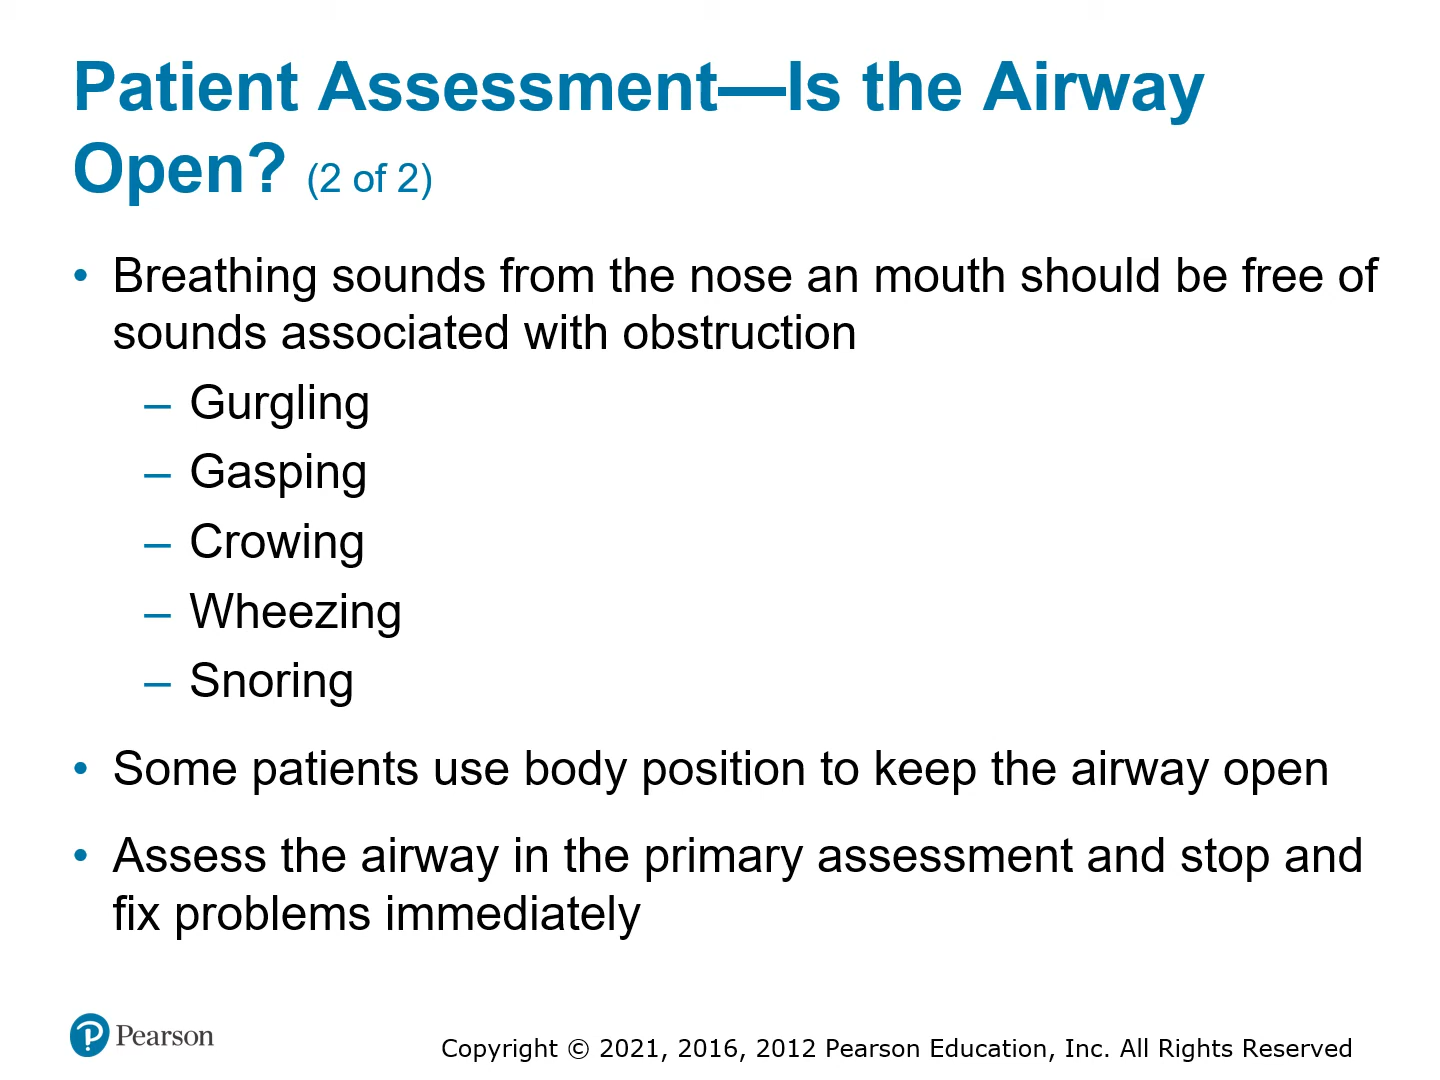 Patient Assessment—Is the Airway
Open? (2 of 2)
• Breathing sounds from the nose an mouth should be free of
sounds associated with obstruction
– Gurgling
– Gasping
– Crowing
– Wheezing
– Snoring
• Some patients use body position to keep the airway open
• Assess the airway in the primary assessment and stop and
fix problems immediately
Pearson
Copyright © 2021, 2016, 2012 Pearson Education, Inc. All Rights Reserved